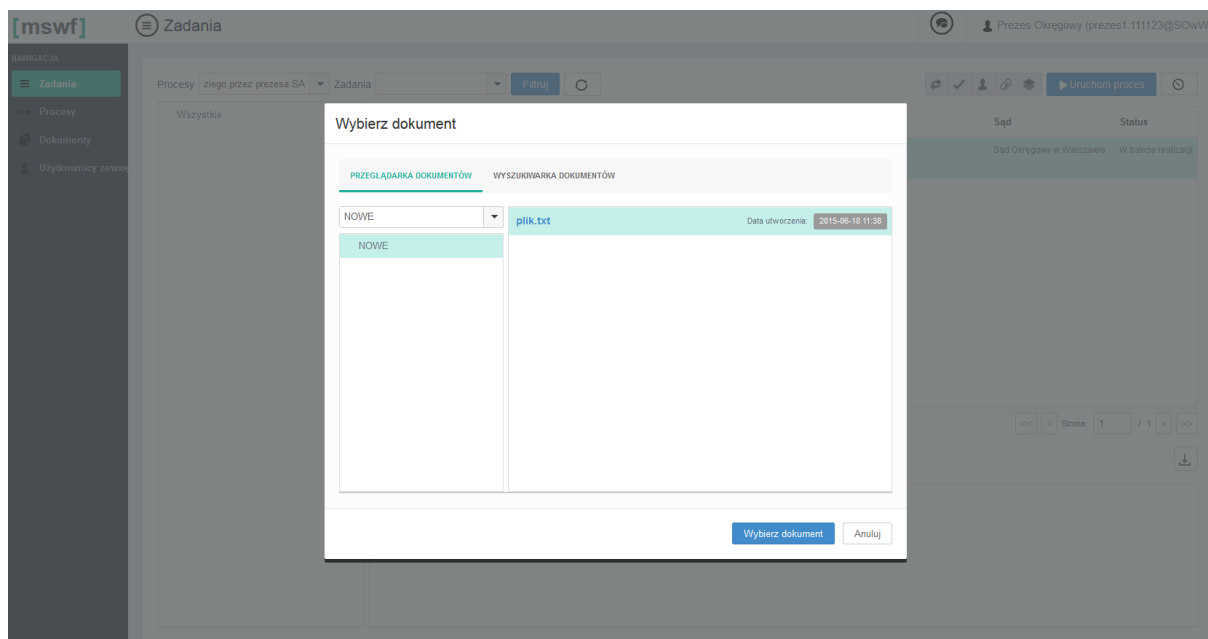 [mswf]
Zadania
Prezes Okręgowy (prezes1:111123@SOwW
NAWIGACJA
Zadania
Procesy
Dokumenty
Użytkownicy zewnę
Procesy ziego przez prezesa SA Zadania Filtruj Uruchom proces
Wszystkie
Sąd Status
Sąd Okręgowy w Warszawie W trakcie realizacji
Wybierz dokument
PRZEGLĄDARKA DOKUMENTÓW WYSZUKIWARKA DOKUMENTÓW
NOWE
NOWE
plik.txt Data utworzenia: 2015-06-18 11:38
<< < Strona: 1 / 1 > >>
Wybierz dokument Anuluj